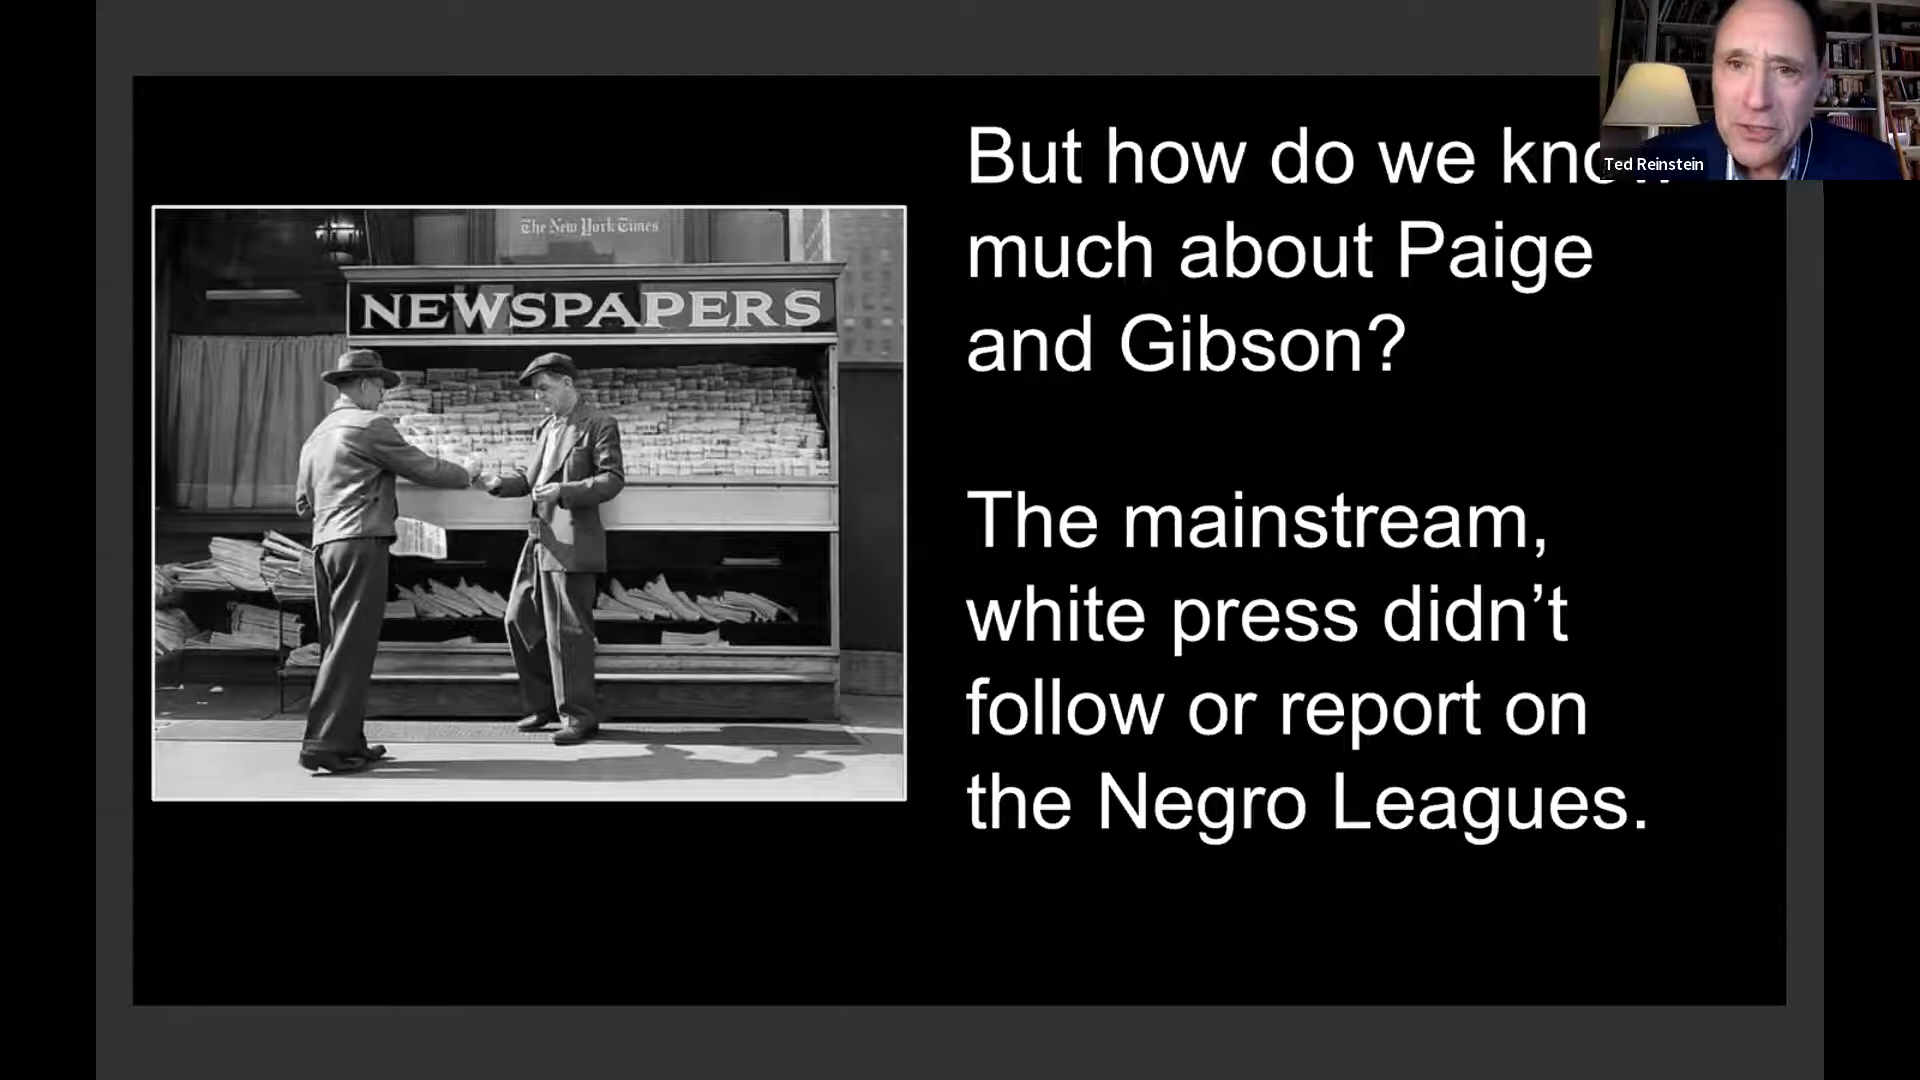 But how do we know
much about Paige
and Gibson?
The mainstream,
white press didn’t
follow or report on
the Negro Leagues.
The New York Times
NEWSPAPERS
Ted Reinstein